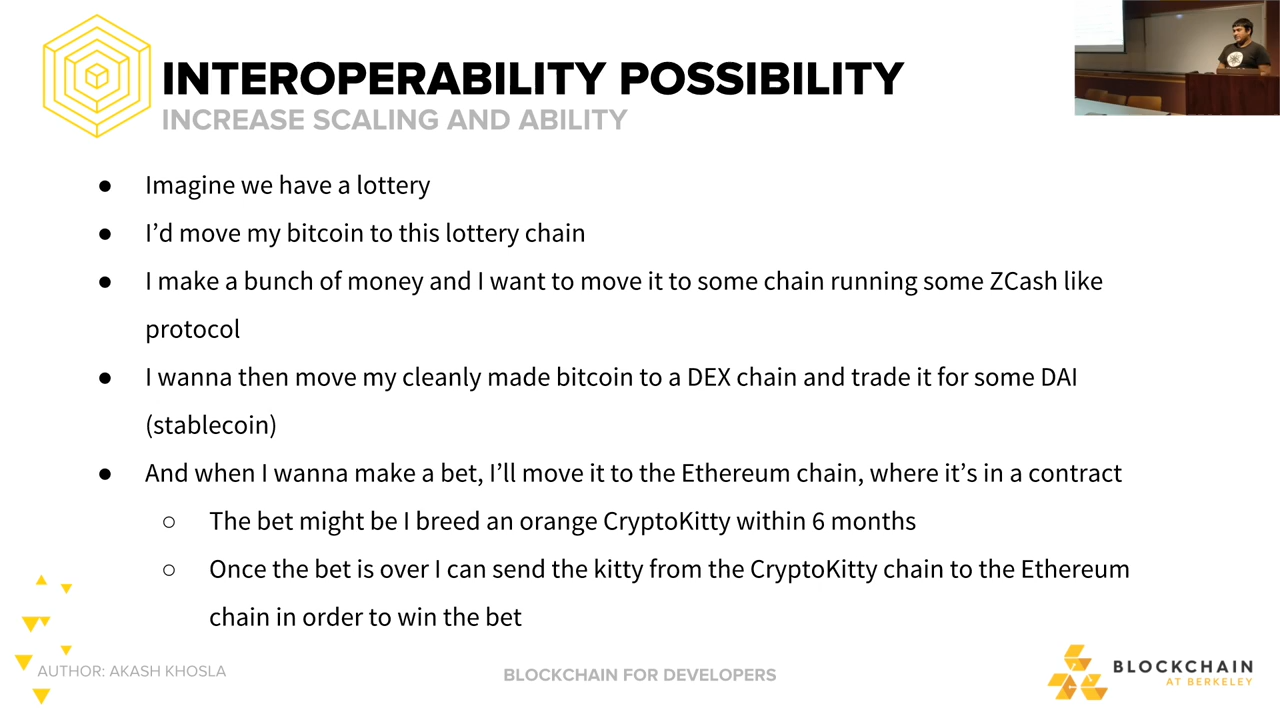 INTEROPERABILITY POSSIBILITY
INCREASE SCALING AND ABILITY
● Imagine we have a lottery
● I’d move my bitcoin to this lottery chain
● I make a bunch of money and I want to move it to some chain running some ZCash like
protocol
● I wanna then move my cleanly made bitcoin to a DEX chain and trade it for some DAI
(stablecoin)
● And when I wanna make a bet, I’ll move it to the Ethereum chain, where it’s in a contract
○ The bet might be I breed an orange CryptoKitty within 6 months
○ Once the bet is over I can send the kitty from the CryptoKitty chain to the Ethereum
chain in order to win the bet
AUTHOR: AKASH KHOSLA
BLOCKCHAIN FOR DEVELOPERS
BLOCKCHAIN
AT BERKELEY